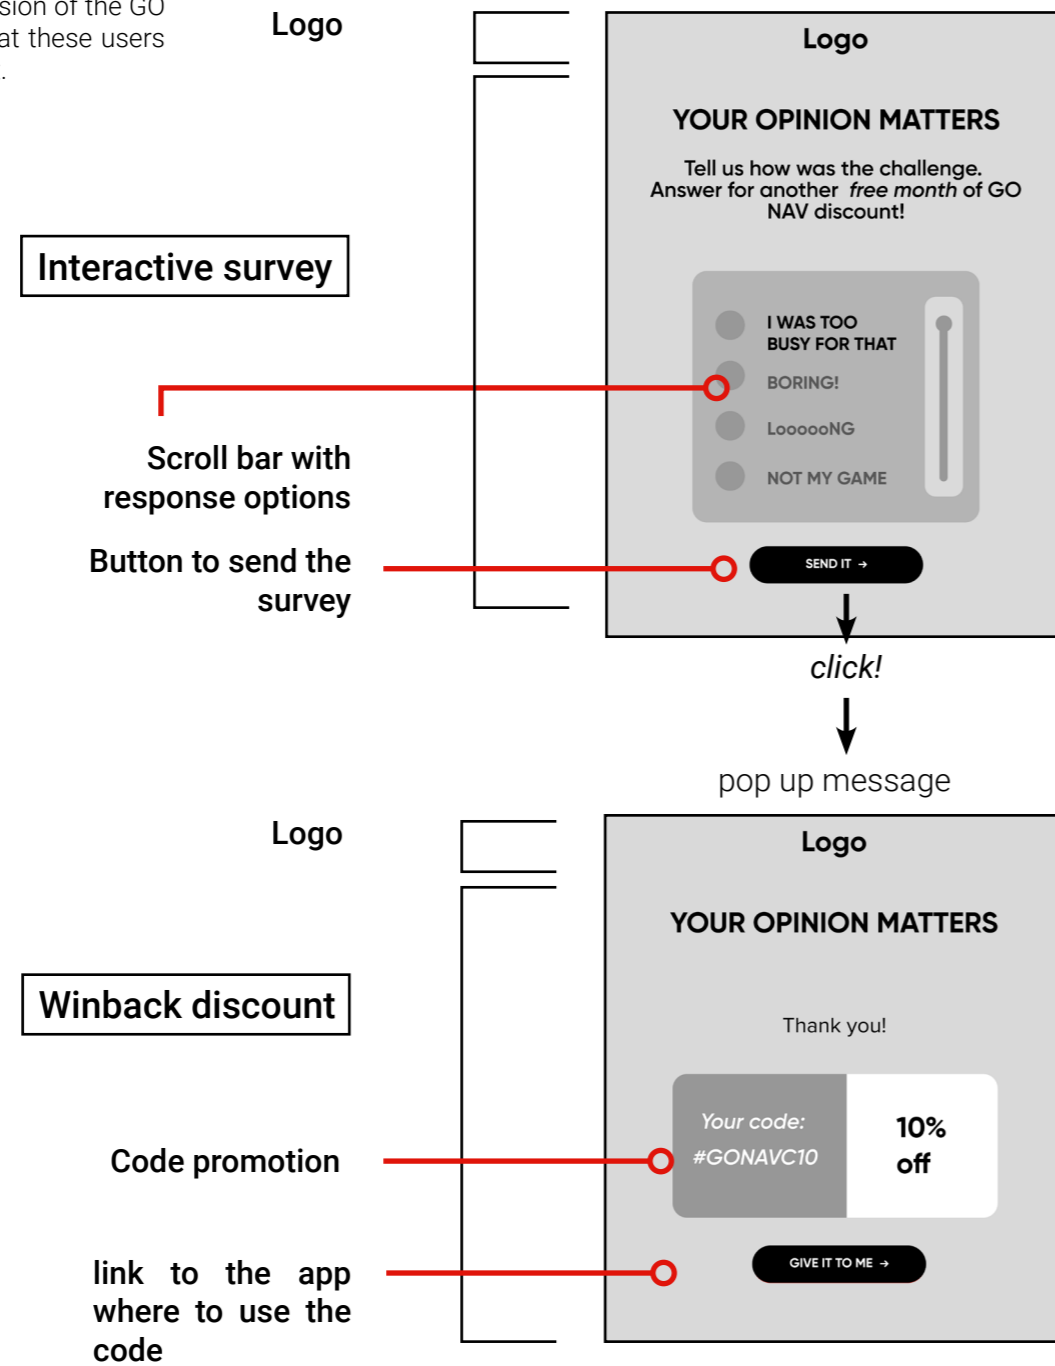 sion of the GO
at these users
.
Logo
Logo
YOUR OPINION MATTERS
Tell us how was the challenge.
Answer for another free month of GO
NAV discount!
Interactive survey
I WAS TOO
BUSY FOR THAT
BORING!
LoooooNG
NOT MY GAME
Scroll bar with
response options
Button to send the
survey
SEND IT →
click!
pop up message
Logo
Logo
YOUR OPINION MATTERS
Winback discount
Thank you!
Your code:
#GONAVC10
10%
off
Code promotion
link to the app
where to use the
code
GIVE IT TO ME →